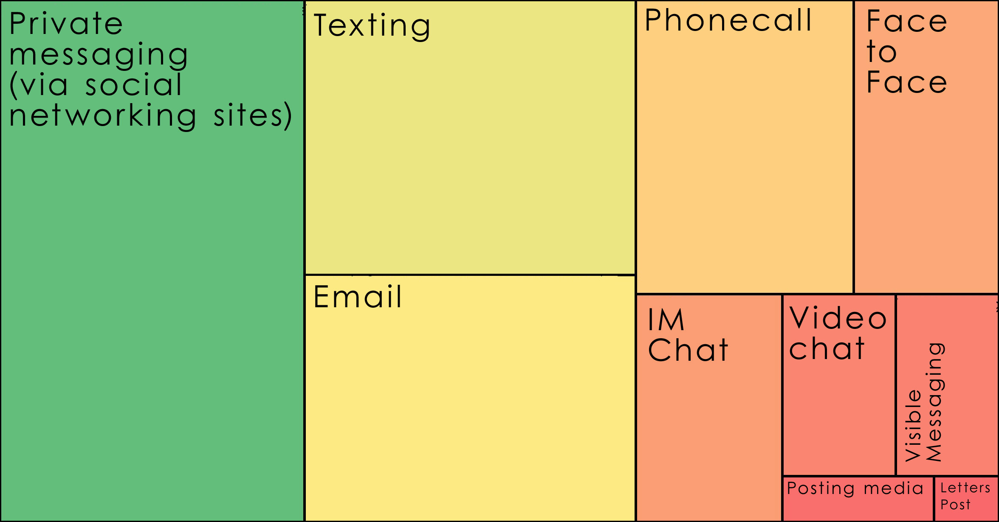 Private
messaging
(via social
networking sites)
Texting
Email
Phonecall
Face
to
Face
IM
Chat
Video
chat
Visible
Messaging
Posting media
Letters
Post